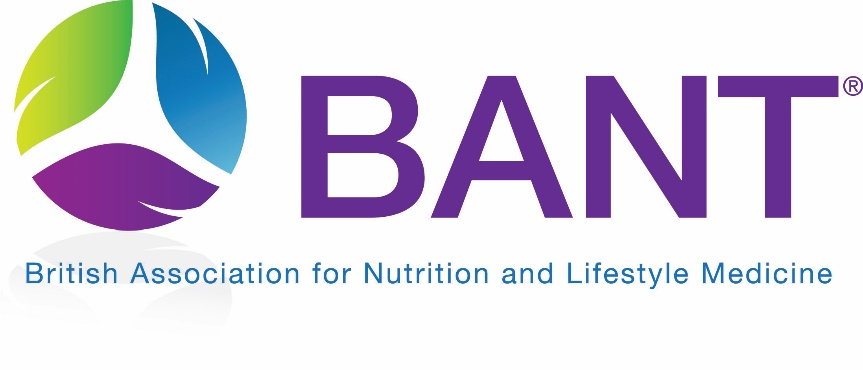 BANT®
British Association for Nutrition and Lifestyle Medicine